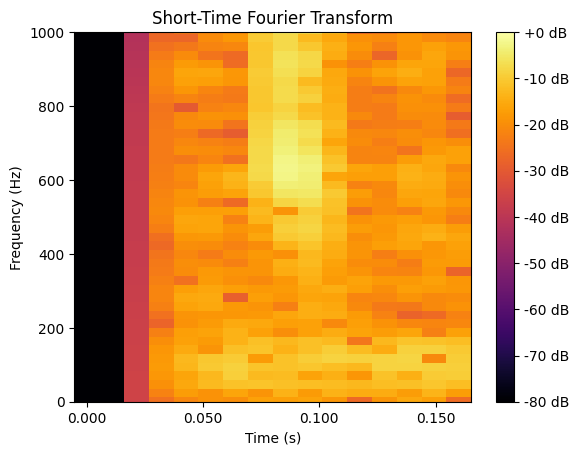 Short-Time Fourier Transform
1000
800
600
400
200
0
Frequency (Hz)
0.000
0.050
0.100
0.150
Time (s)
+0 dB
-10 dB
-20 dB
-30 dB
-40 dB
-50 dB
-60 dB
-70 dB
-80 dB